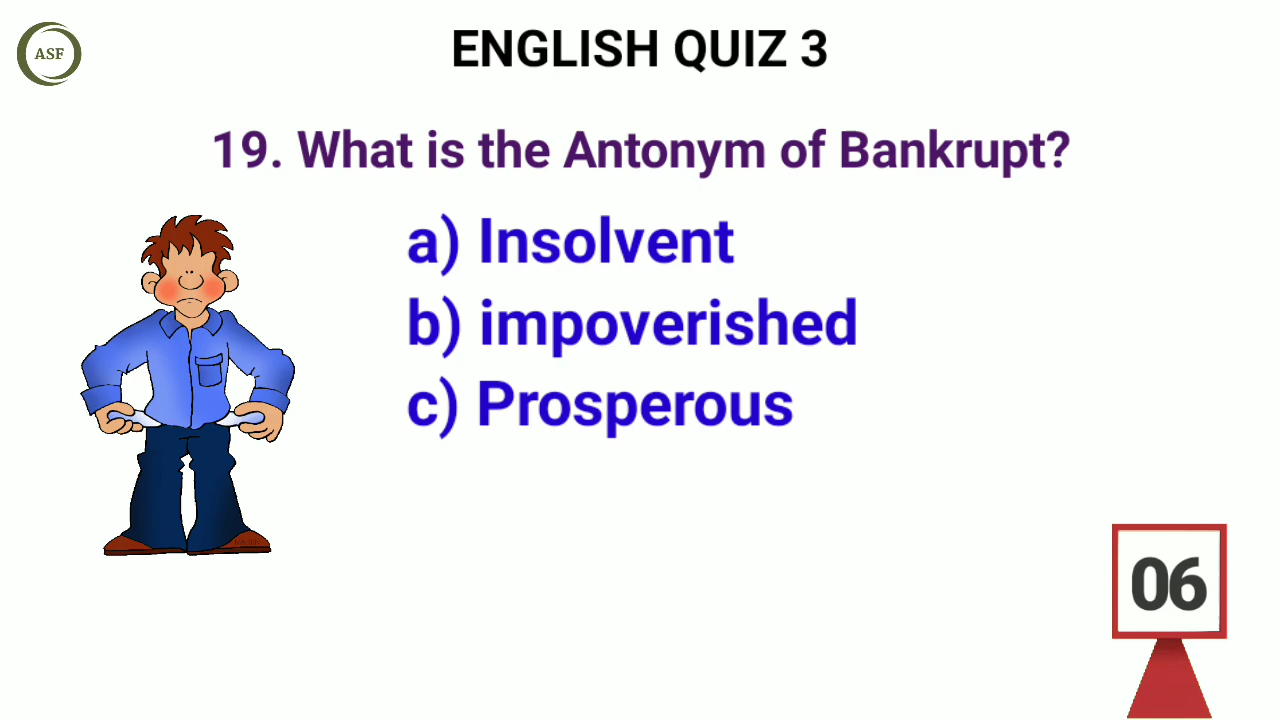 ASF
ENGLISH QUIZ 3
19. What is the Antonym of Bankrupt?
a) Insolvent
b) impoverished
c) Prosperous
06